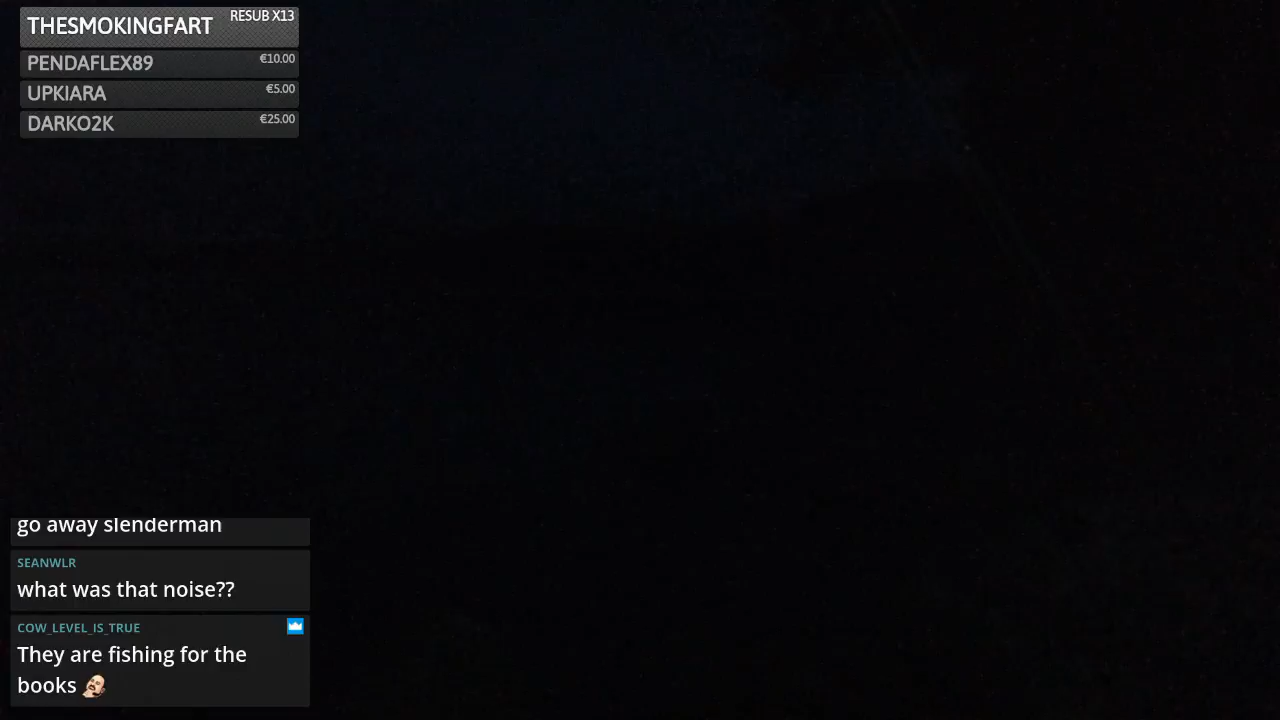 THESMOKINGFART RESUB X13
PENDAFLEX89 €10.00
UPKIARA €5.00
DARKO2K €25.00
go away slenderman
SEANWLR
what was that noise??
COW_LEVEL_IS_TRUE
They are fishing for the
books